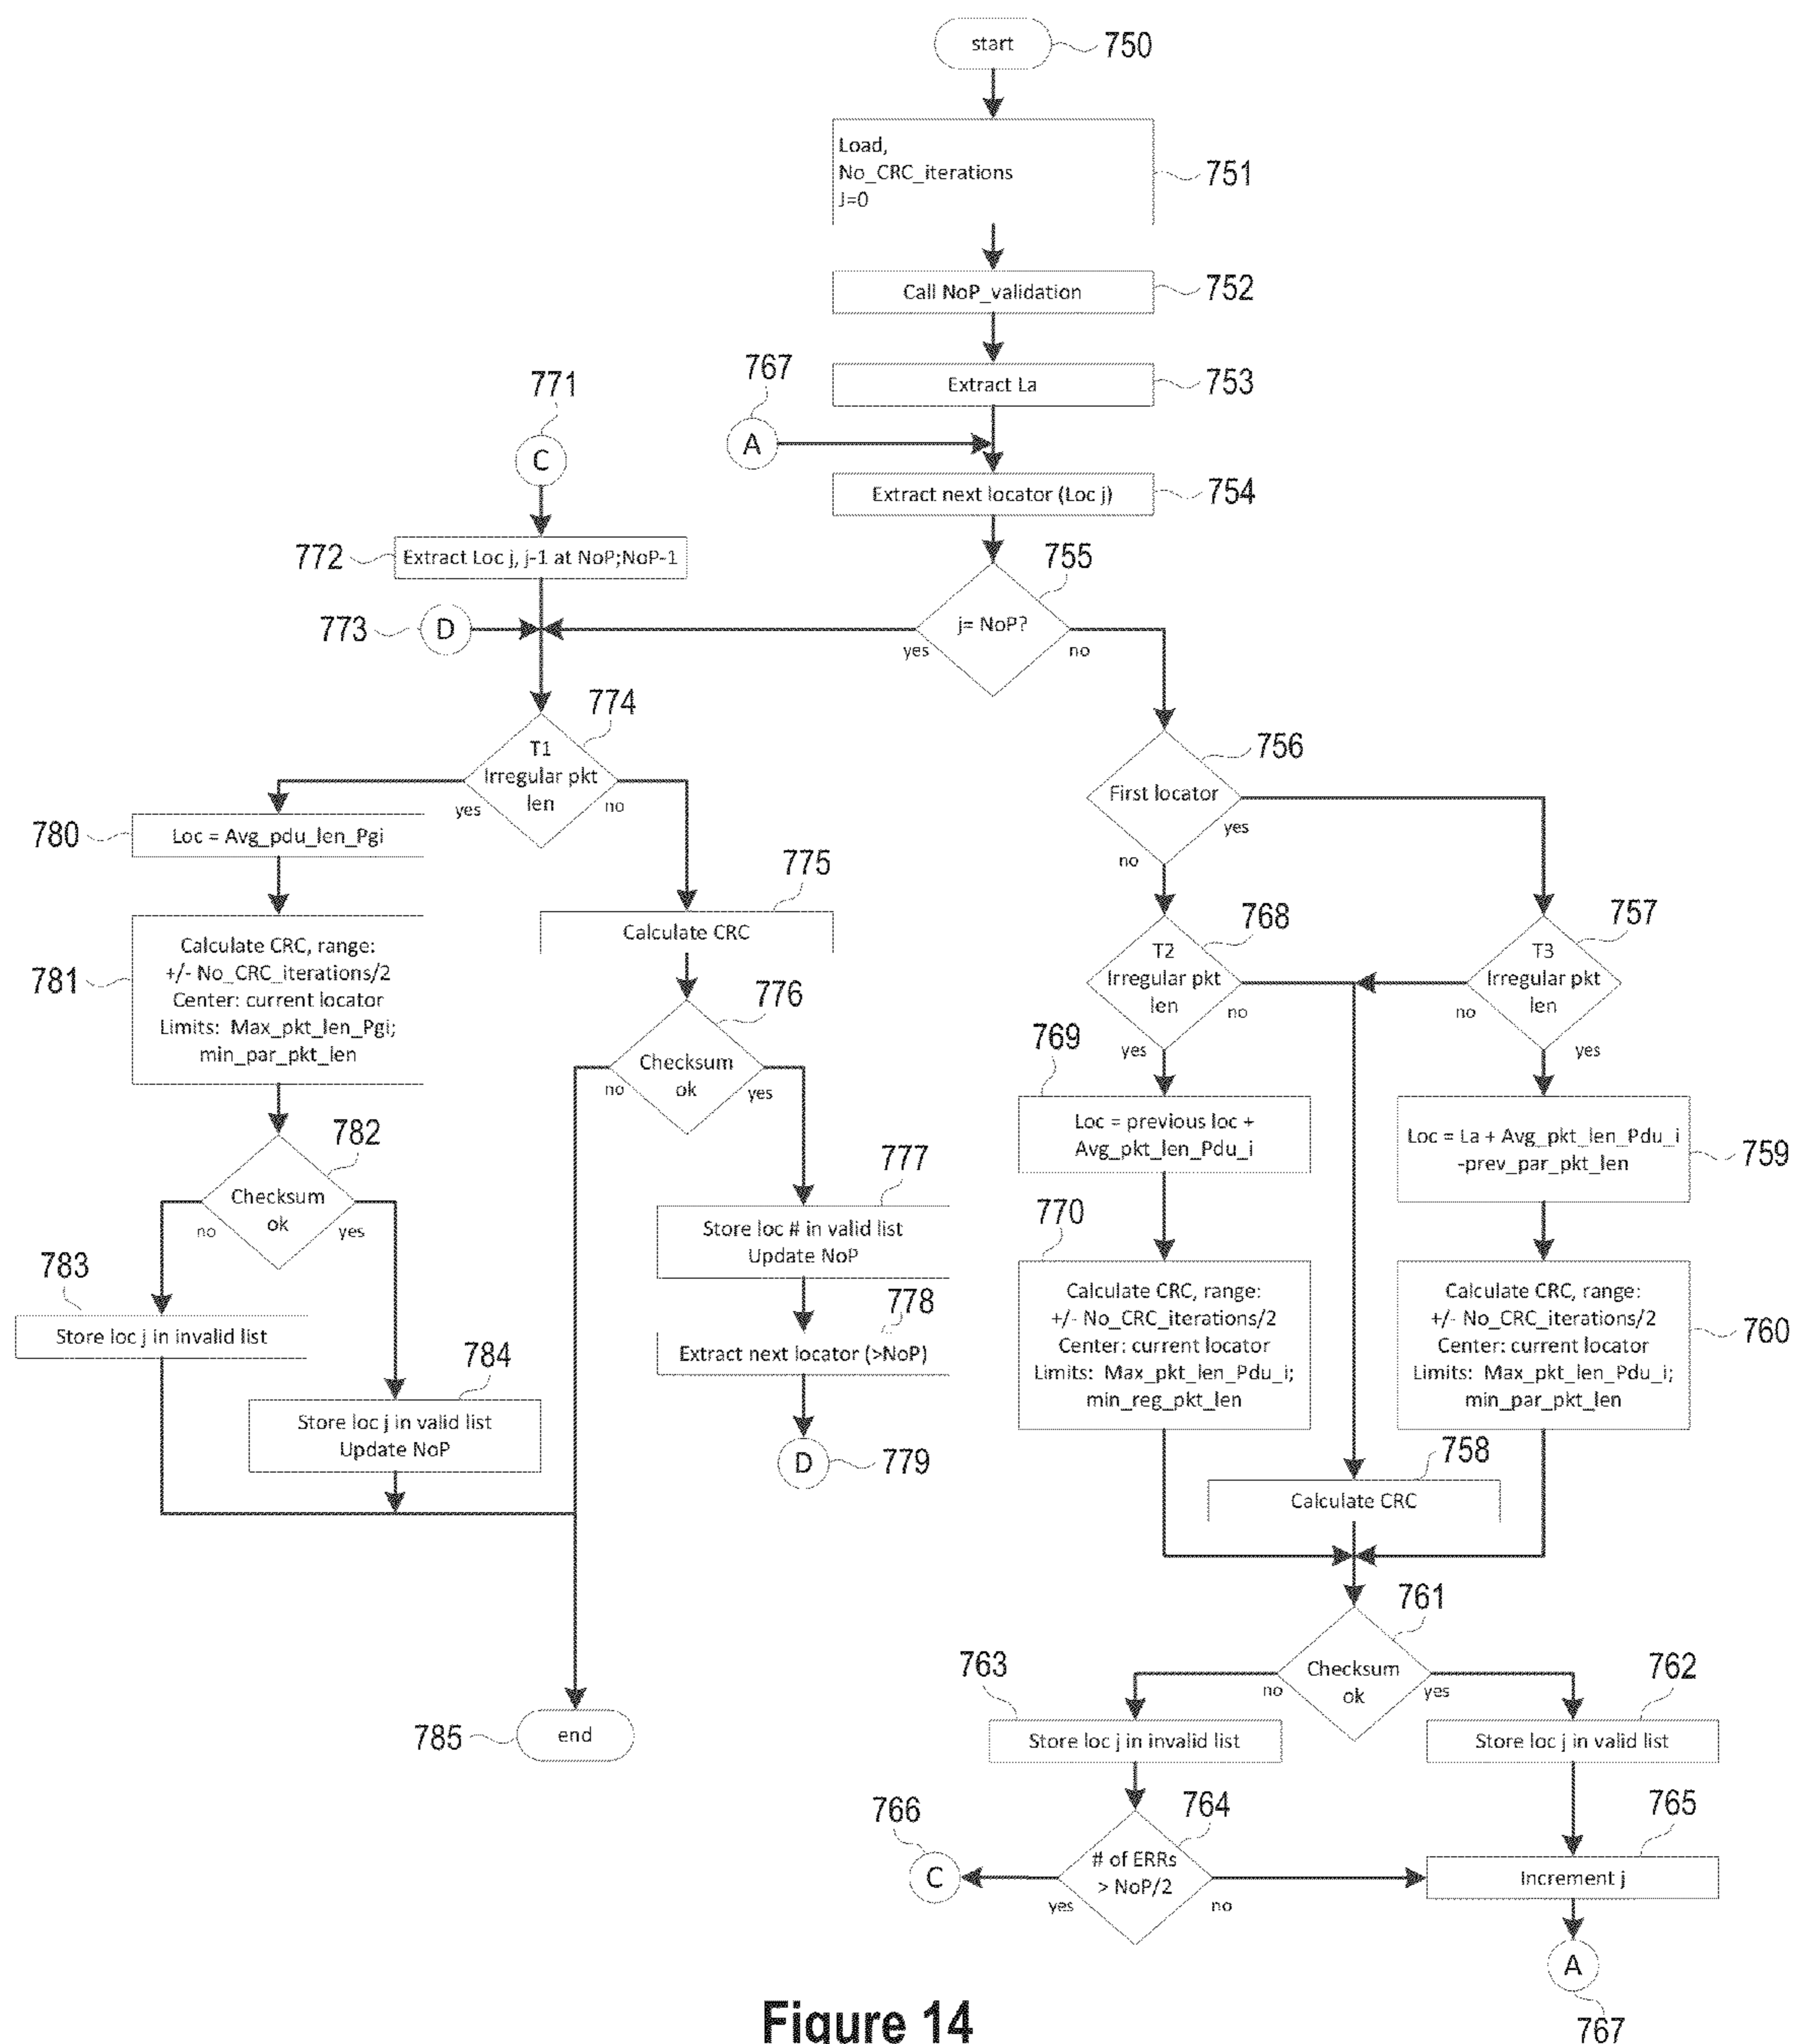 start
750
Load,
No_CRC_iterations
J=0
751
Call NoP_validation
752
Extract La
753
767
A
Extract next locator (Loc j)
754
771
C
772
Extract Loc j, j-1 at NoP;NoP-1
773
D
755
j= NoP?
yes
no
774
T1
Irregular pkt
len
yes
no
756
First locator
yes
no
780
Loc = Avg_pdu_len_Pgi
775
Calculate CRC
781
Calculate CRC, range:
+/- No_CRC_iterations/2
Center: current locator
Limits: Max_pkt_len_Pgi;
min_par_pkt_len
776
Checksum
ok
no
yes
768
T2
Irregular pkt
len
no
yes
757
T3
Irregular pkt
len
no
yes
782
Checksum
ok
no
yes
777
Store loc # in valid list
Update NoP
769
Loc = previous loc +
Avg_pkt_len_Pdu_i
Loc = La + Avg_pkt_len_Pdu_i
-prev_par_pkt_len
759
783
Store loc j in invalid list
778
Extract next locator (>NoP)
770
Calculate CRC, range:
+/- No_CRC_iterations/2
Center: current locator
Limits: Max_pkt_len_Pdu_i;
min_reg_pkt_len
Calculate CRC, range:
+/- No_CRC_iterations/2
Center: current locator
Limits: Max_pkt_len_Pdu_i;
min_par_pkt_len
760
784
Store loc j in valid list
Update NoP
D
779
758
Calculate CRC
761
Checksum
ok
no
yes
763
Store loc j in invalid list
762
Store loc j in valid list
785
end
766
C
764
# of ERRs
> NoP/2
yes
no
765
Increment j
A
767
Figure 14